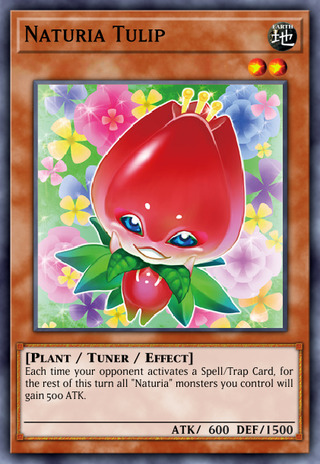 Naturia Tulip
EARTH
地
[Plant / Tuner / Effect]
Each time your opponent activates a Spell/Trap Card, for
the rest of this turn all "Naturia" monsters you control will
gain 500 ATK.
ATK/ 600 DEF/1500